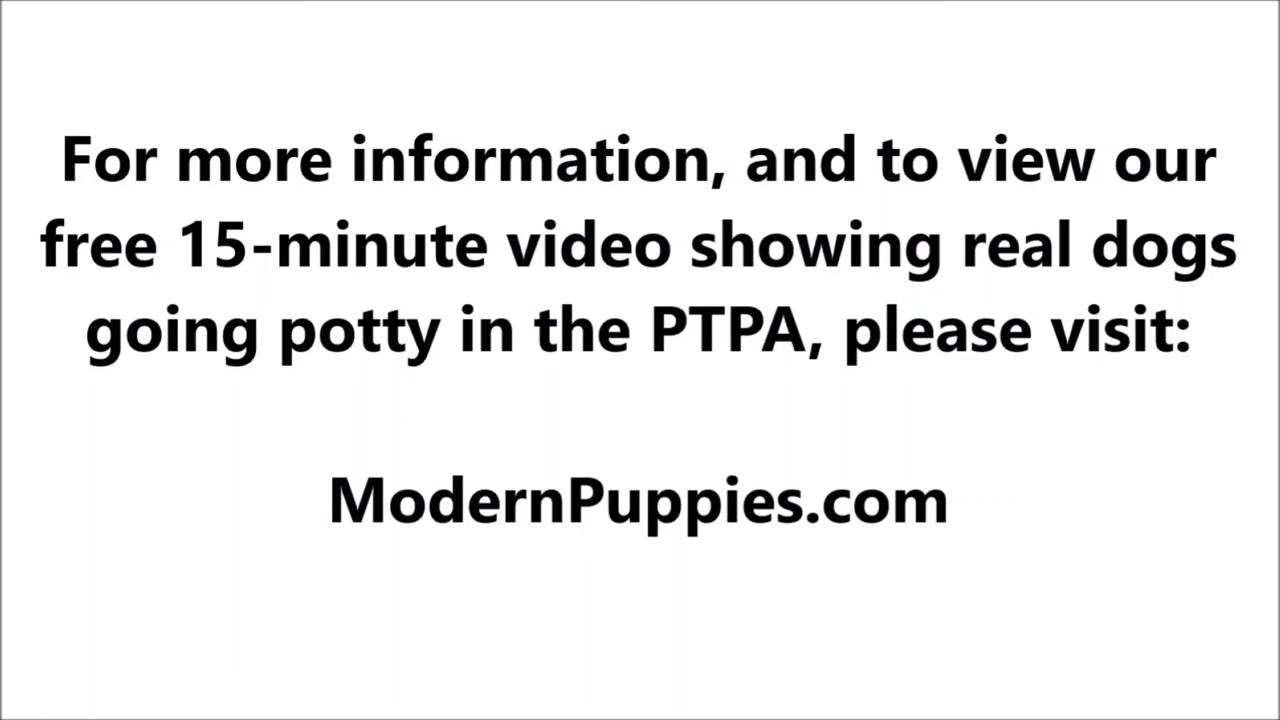 For more information, and to view our
free 15-minute video showing real dogs
going potty in the PTPA, please visit:
ModernPuppies.com